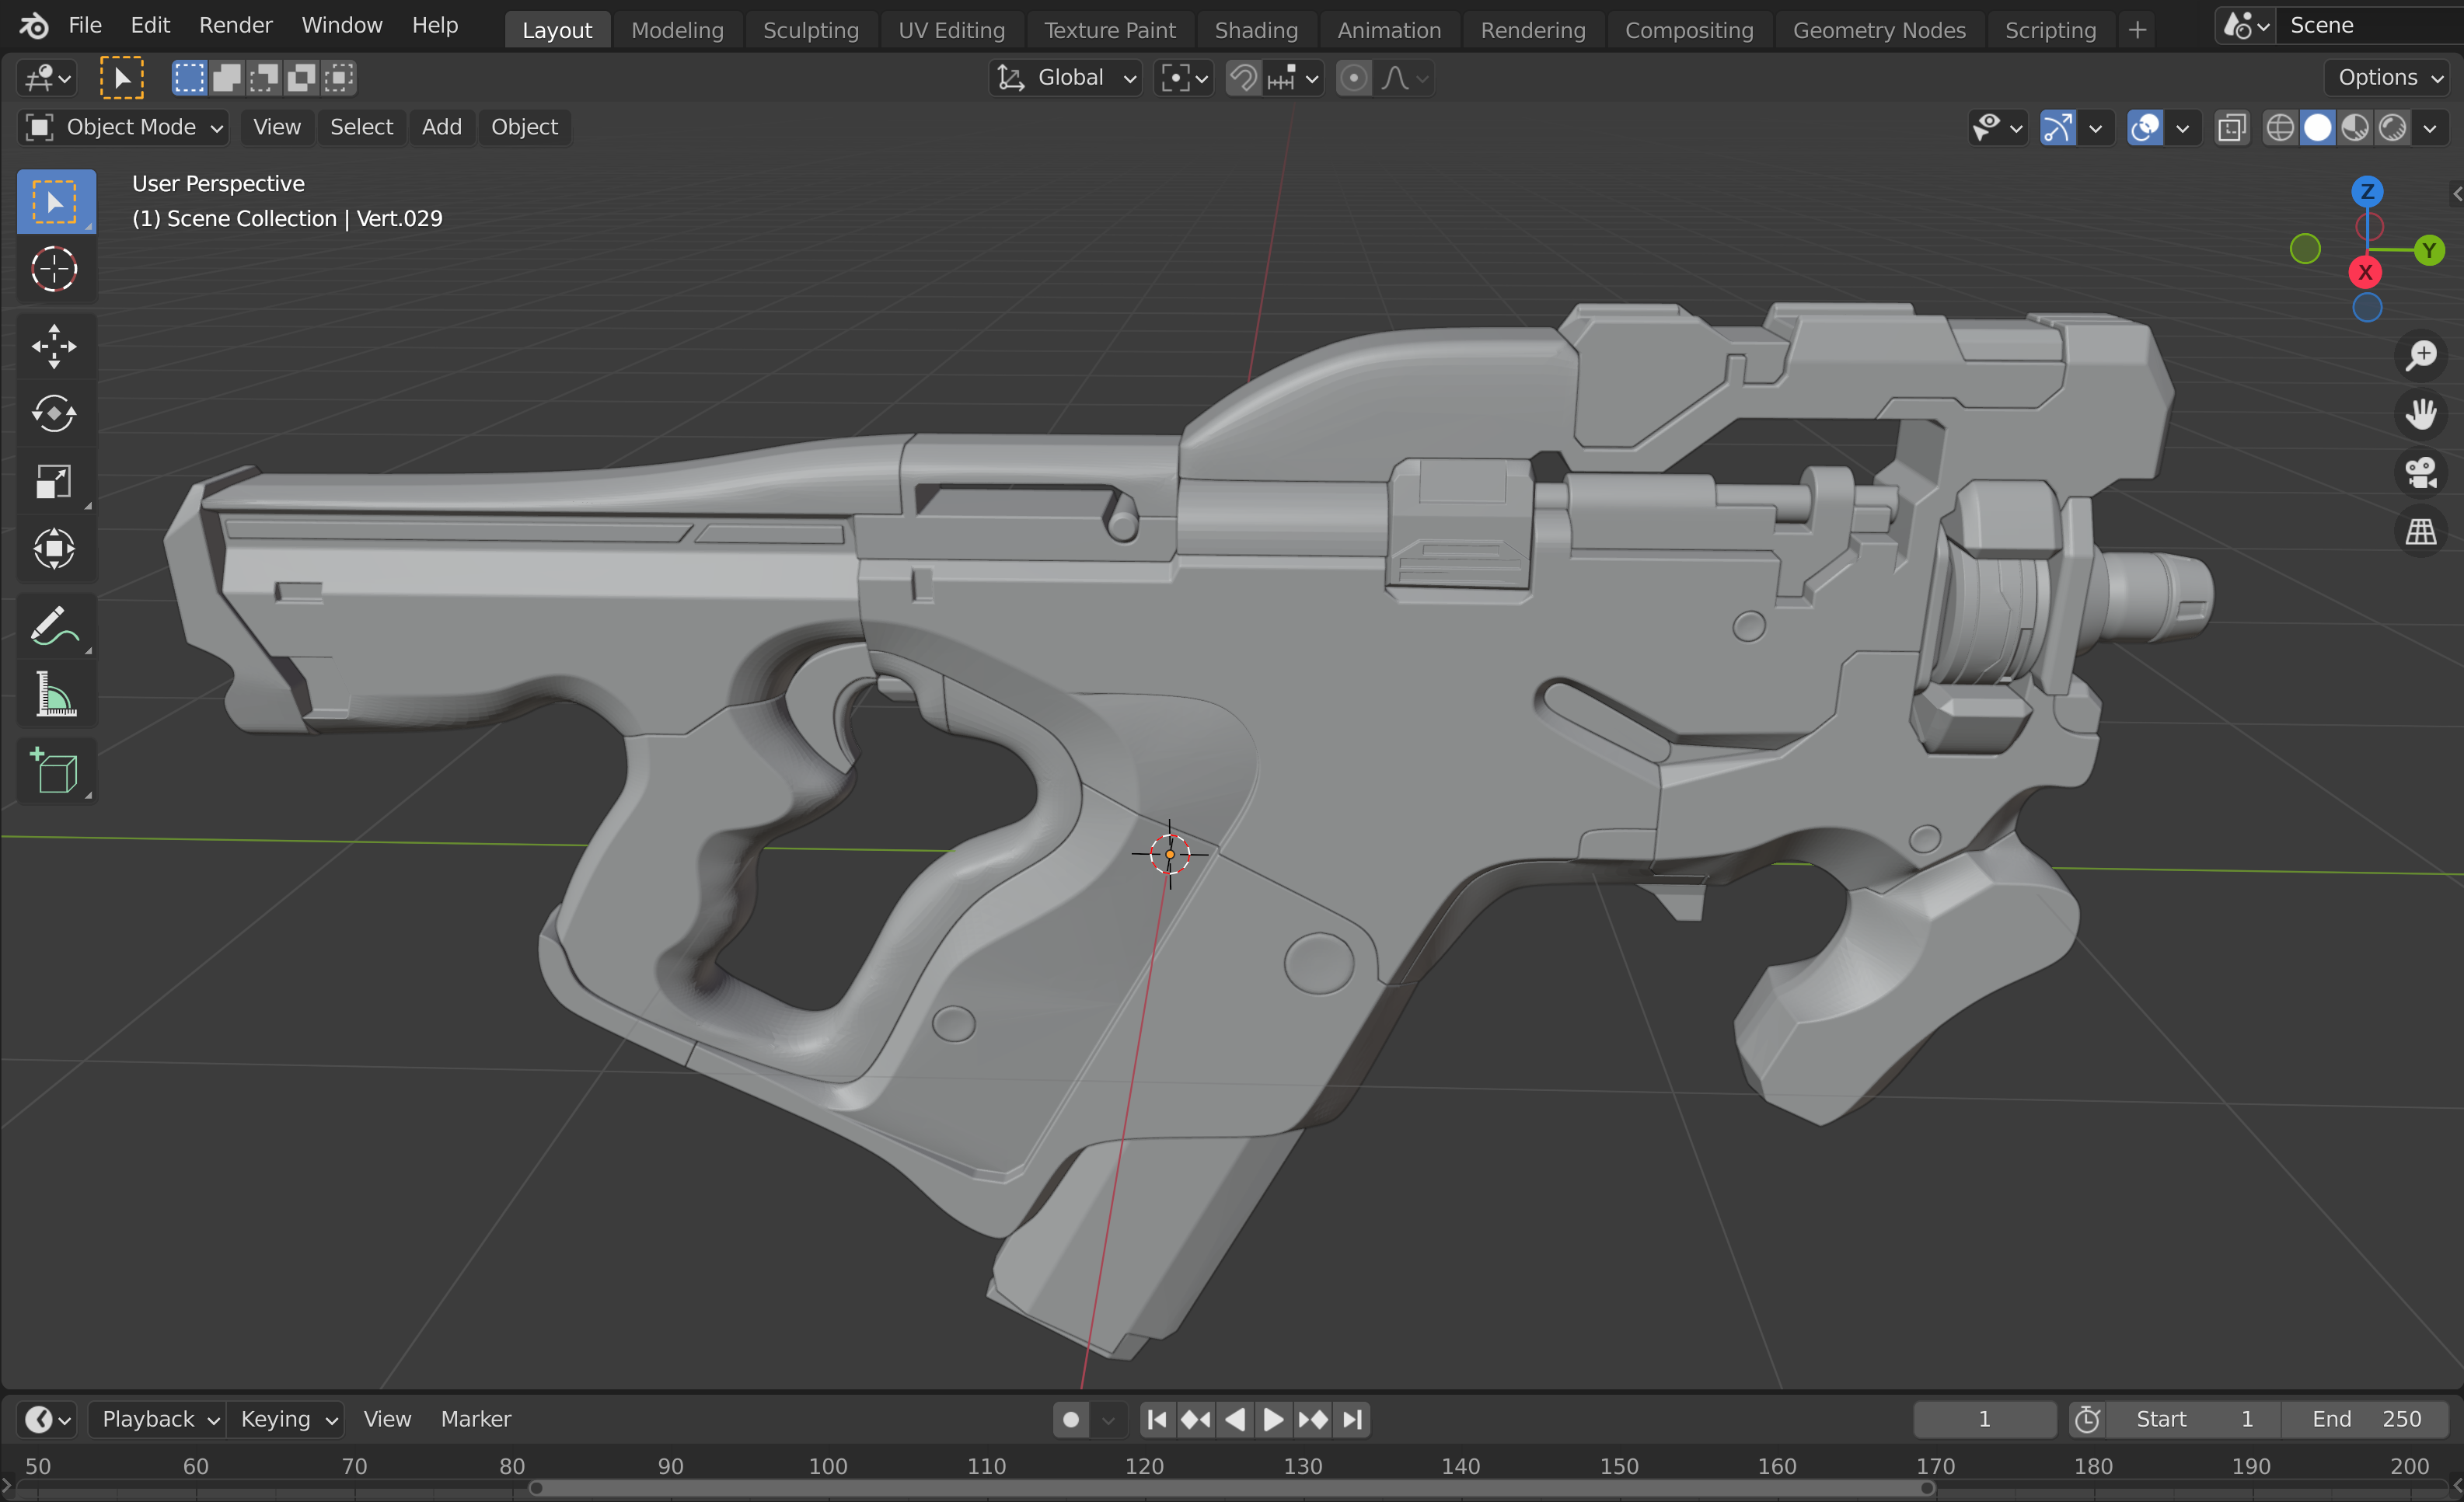 File Edit Render Window Help Layout Modeling Sculpting UV Editing Texture Paint Shading Animation Rendering Compositing Geometry Nodes Scripting + Scene
Global Options
Object Mode View Select Add Object
User Perspective
(1) Scene Collection | Vert.029
Z
Y
X
Playback Keying View Marker 1 Start 1 End 250
50 60 70 80 90 100 110 120 130 140 150 160 170 180 190 200